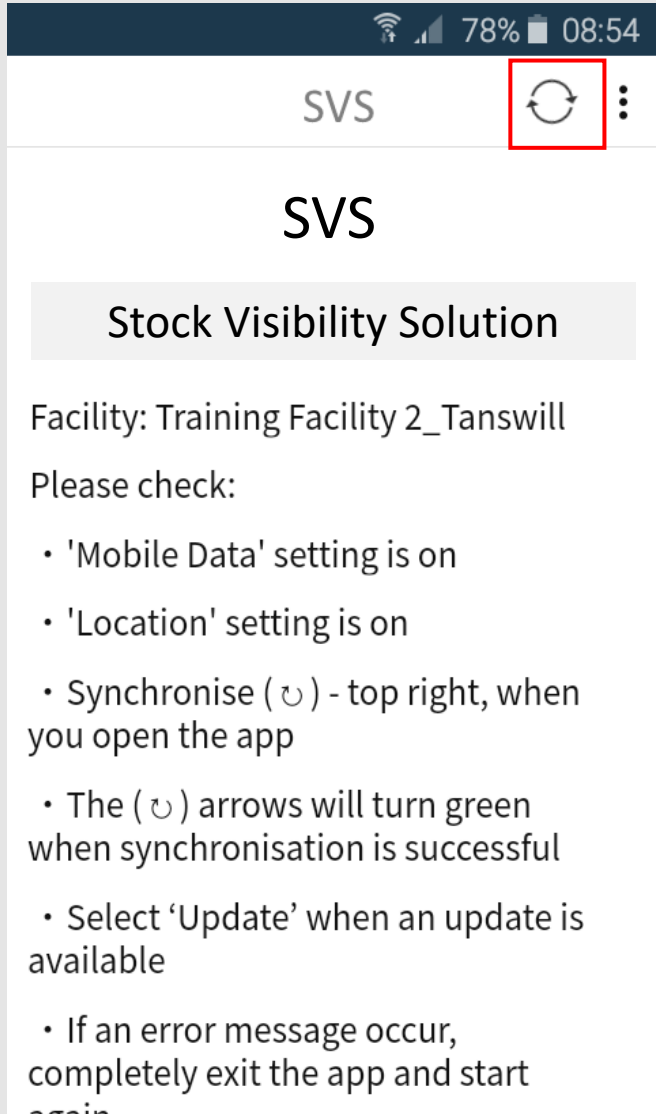 78% 08:54
SVS
SVS
Stock Visibility Solution
Facility: Training Facility 2_Tanswill
Please check:
• 'Mobile Data' setting is on
• 'Location' setting is on
• Synchronise (↻) - top right, when
you open the app
• The (↻) arrows will turn green
when synchronisation is successful
• Select ‘Update’ when an update is
available
• If an error message occur,
completely exit the app and start
again